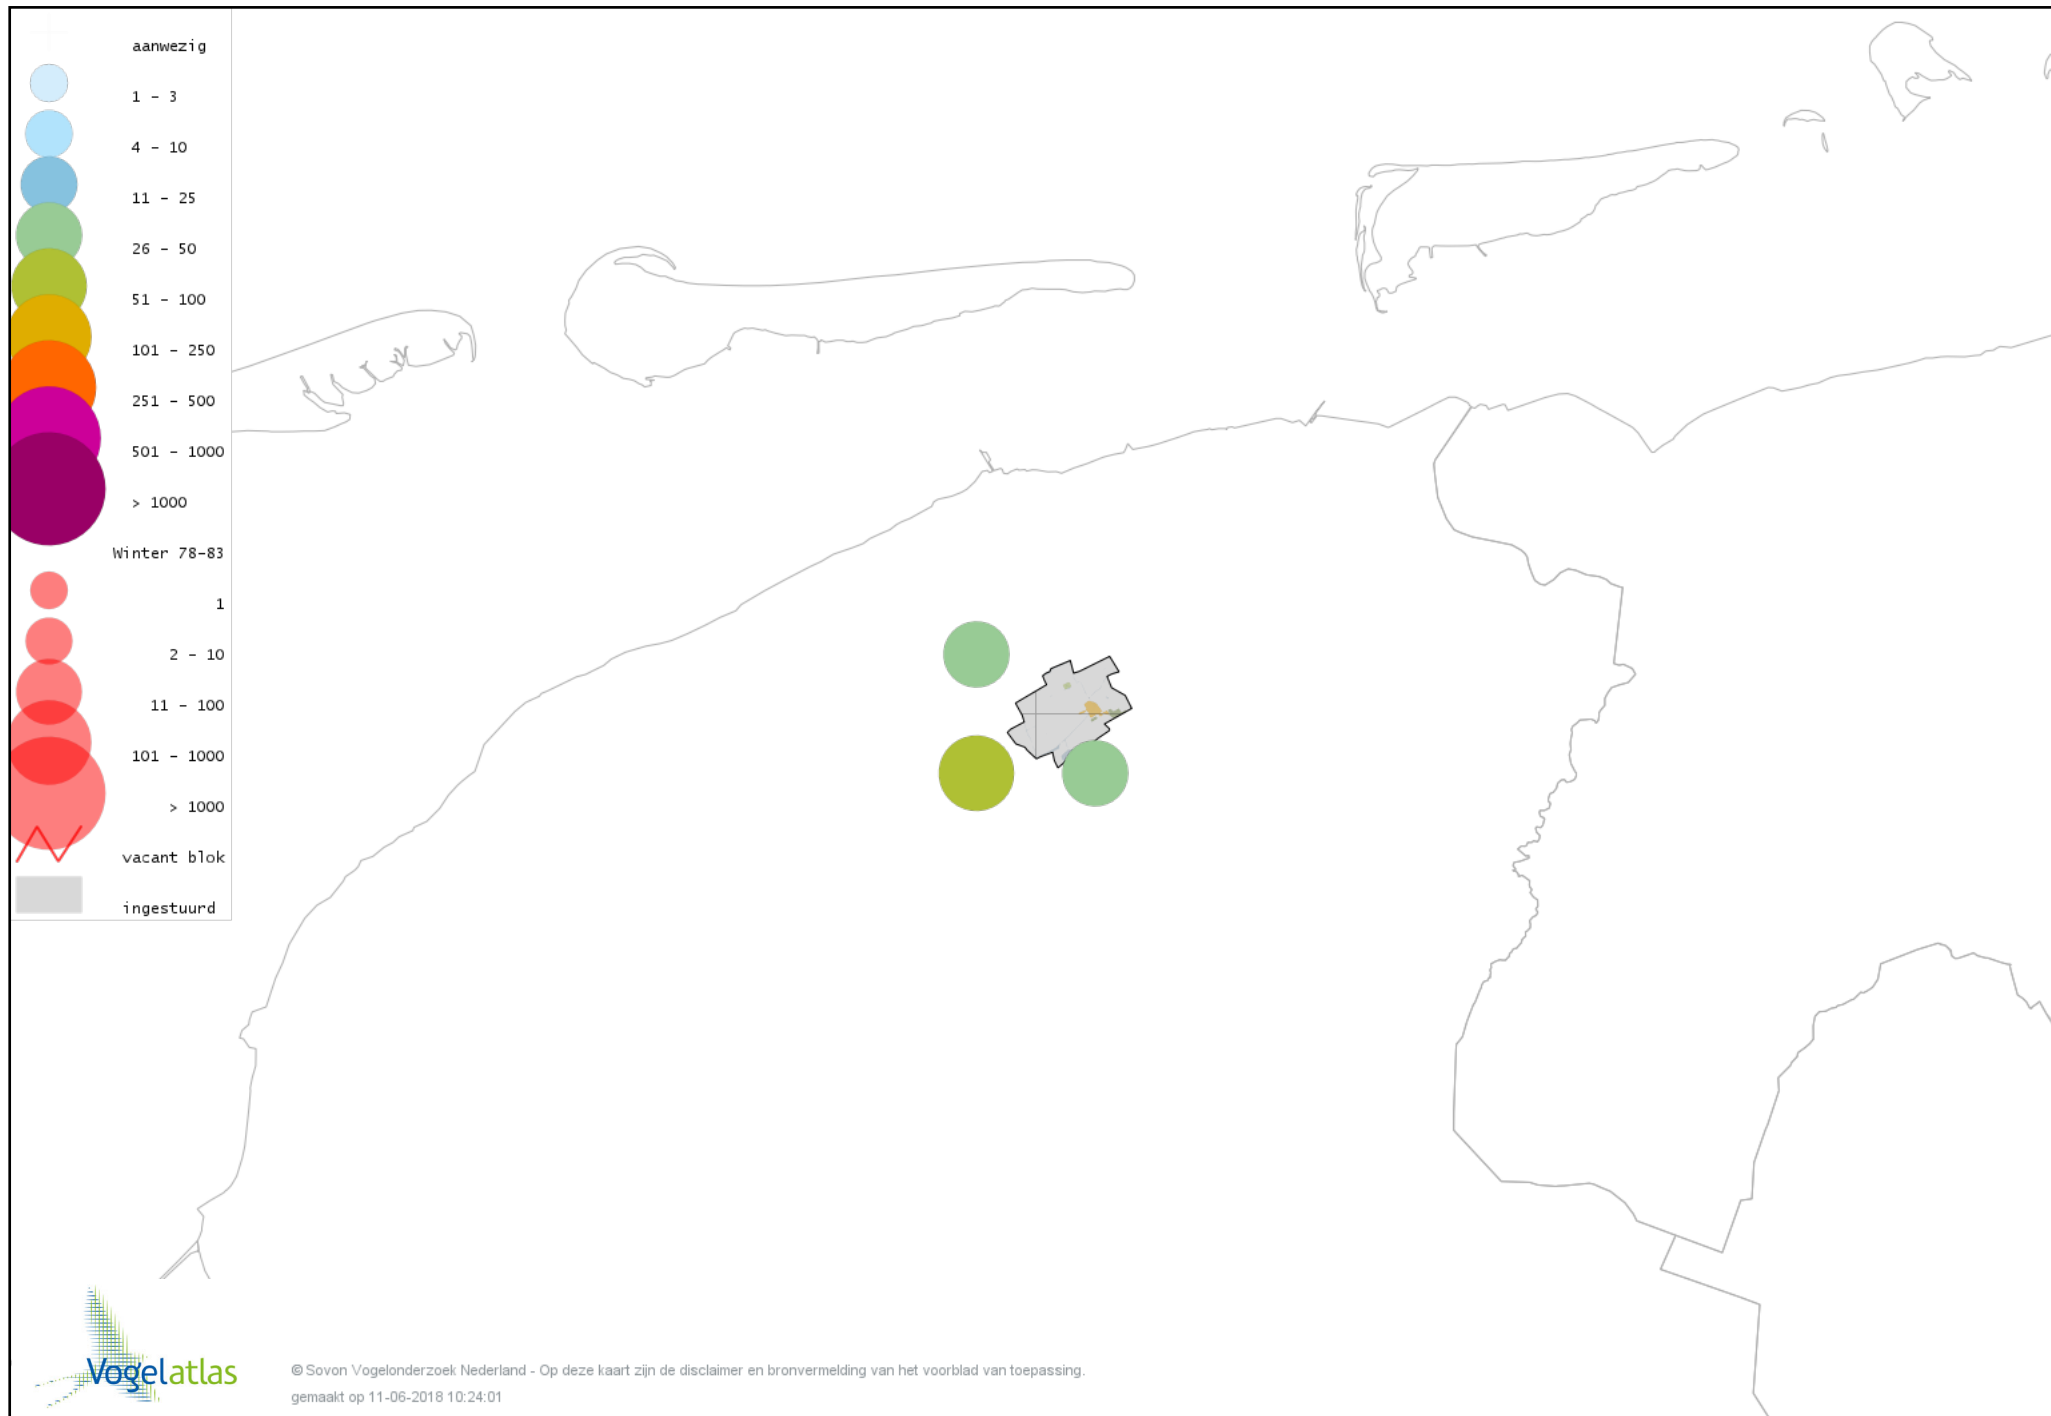 aanwezig
1 - 3
4 - 10
11 - 25
26 - 50
51 - 100
101 - 250
251 - 500
501 - 1000
> 1000
Winter 78-83
1
2 - 10
11 - 100
101 - 1000
> 1000
vacant blok
ingestuurd
Vogelatlas
© Sovon Vogelonderzoek Nederland - Op deze kaart zijn de disclaimer en bronvermelding van het voorblad van toepassing.
gemaakt op 11-06-2018 10:24:01